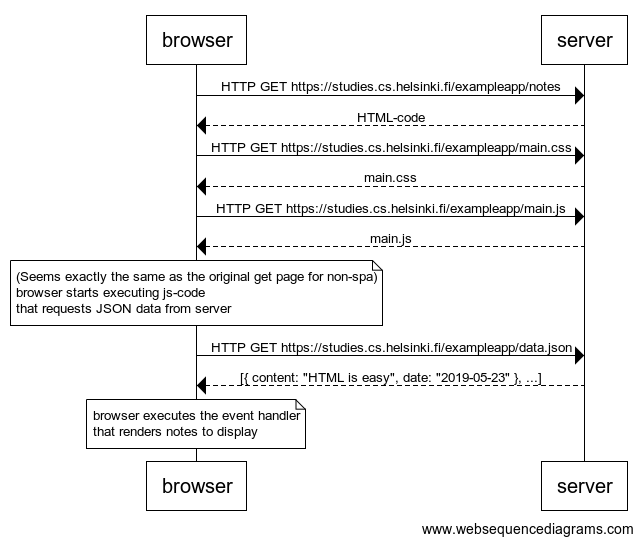 browser
server
HTTP GET https://studies.cs.helsinki.fi/exampleapp/notes
HTML-code
HTTP GET https://studies.cs.helsinki.fi/exampleapp/main.css
main.css
HTTP GET https://studies.cs.helsinki.fi/exampleapp/main.js
main.js
(Seems exactly the same as the original get page for non-spa)
browser starts executing js-code
that requests JSON data from server
HTTP GET https://studies.cs.helsinki.fi/exampleapp/data.json
[{ content: "HTML is easy", date: "2019-05-23" }, ...]
browser executes the event handler
that renders notes to display
browser
server
www.websequencediagrams.com